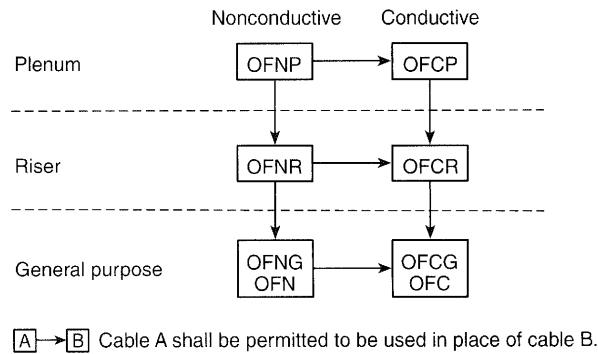 Nonconductive Conductive
Plenum OFNP OFCP
Riser OFNR OFCR
OFNG OFCG
General purpose
OFN OFC
A B Cable A shall be permitted to be used in place of cable B.